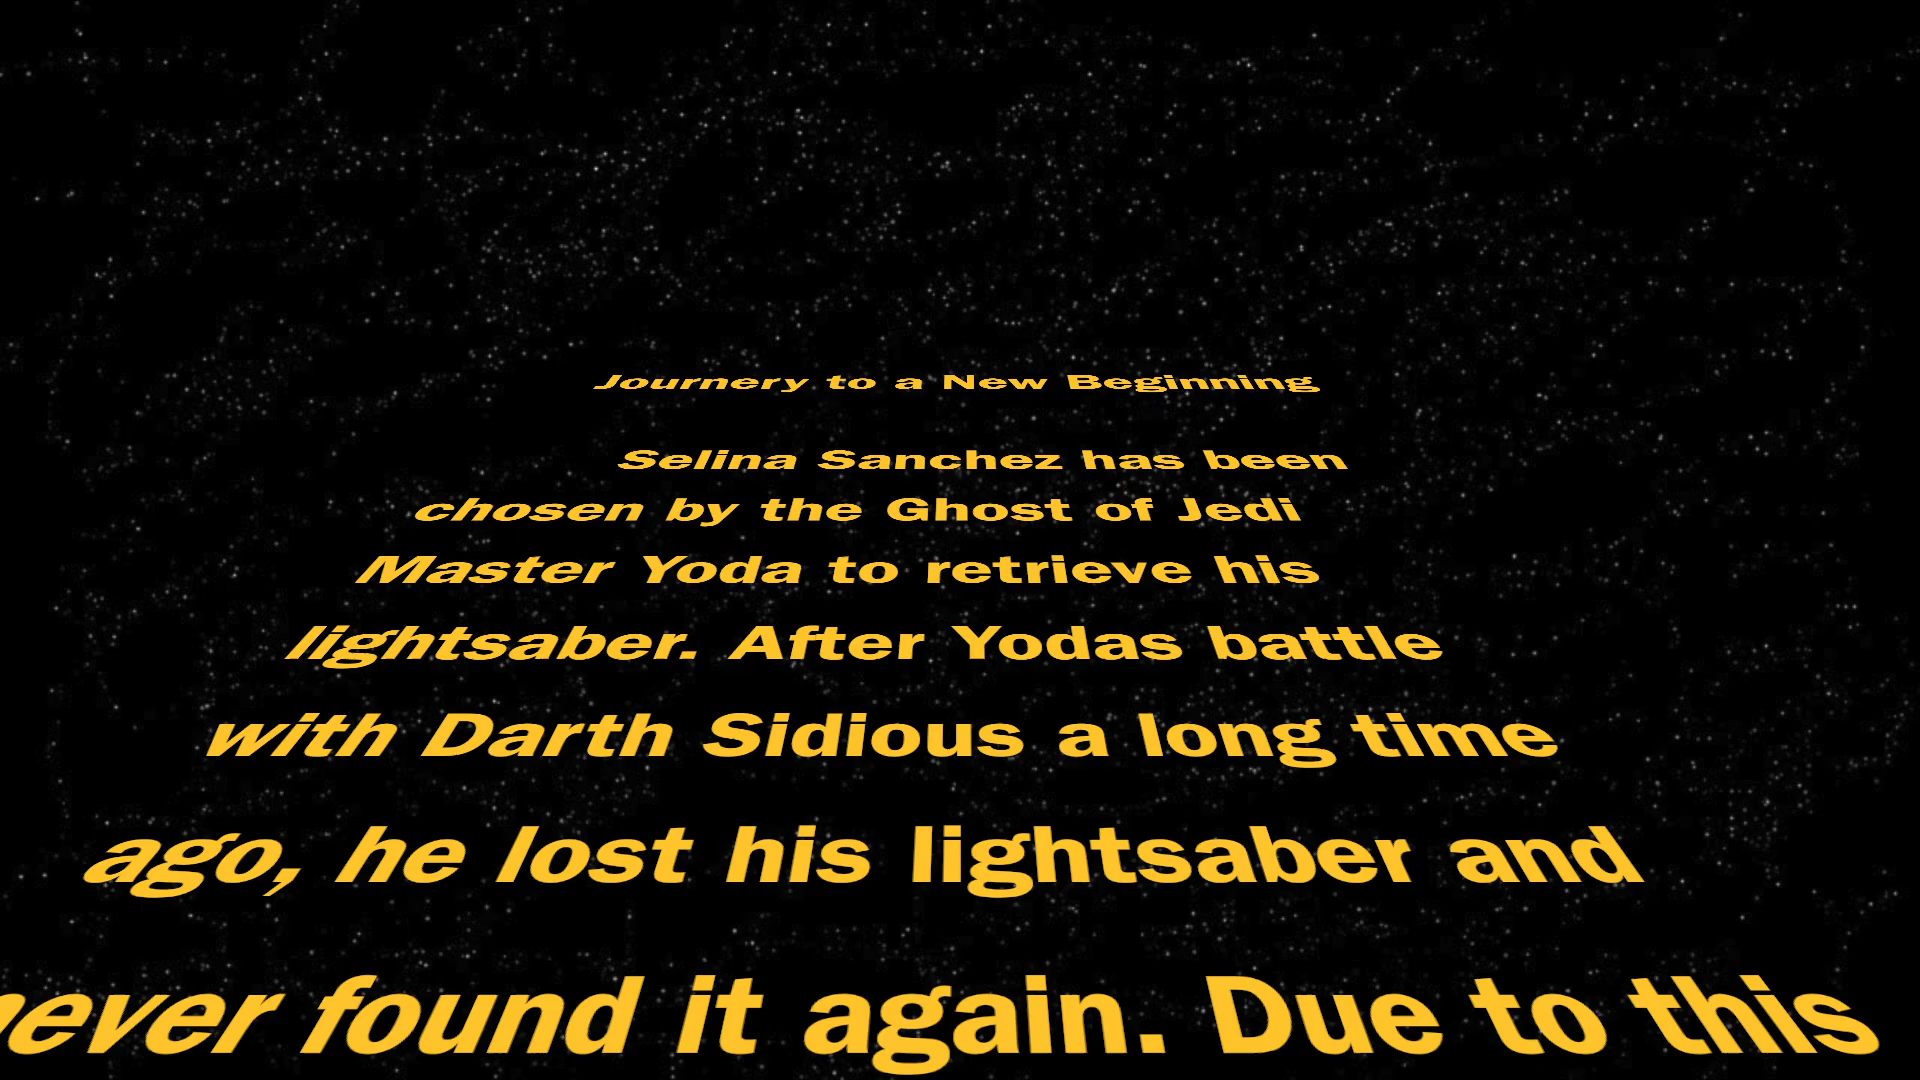 Journery to a New Beginning
Selina Sanchez has been
chosen by the Ghost of Jedi
Master Yoda to retrieve his
lightsaber. After Yodas battle
with Darth Sidious a long time
ago, he lost his lightsaber and
never found it again. Due to this